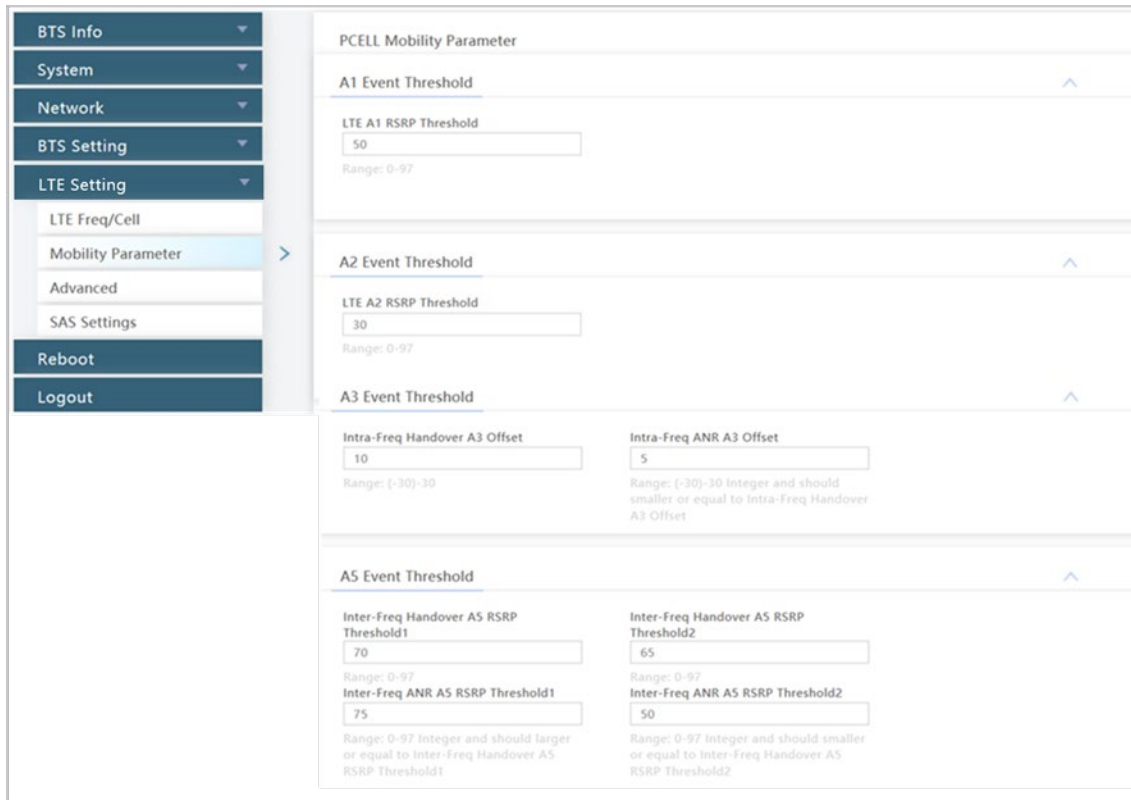 BTS Info
System
Network
BTS Setting
LTE Setting
LTE Freq/Cell
Mobility Parameter
Advanced
SAS Settings
Reboot
Logout
PCELL Mobility Parameter
A1 Event Threshold
LTE A1 RSRP Threshold
50
Range: 0-97
A2 Event Threshold
LTE A2 RSRP Threshold
30
Range: 0-97
A3 Event Threshold
Intra-Freq Handover A3 Offset
10
Range: (-30)-30
Intra-Freq ANR A3 Offset
5
Range: (-30)-30 Integer and should
smaller or equal to Intra-Freq Handover
A3 Offset
A5 Event Threshold
Inter-Freq Handover A5 RSRP
Threshold1
70
Range: 0-97
Inter-Freq Handover A5 RSRP
Threshold2
65
Range: 0-97
Inter-Freq ANR A5 RSRP Threshold1
75
Range: 0-97 Integer and should larger
or equal to Inter-Freq Handover A5
RSRP Threshold1
Inter-Freq ANR A5 RSRP Threshold2
50
Range: 0-97 Integer and should smaller
or equal to Inter-Freq Handover A5
RSRP Threshold2